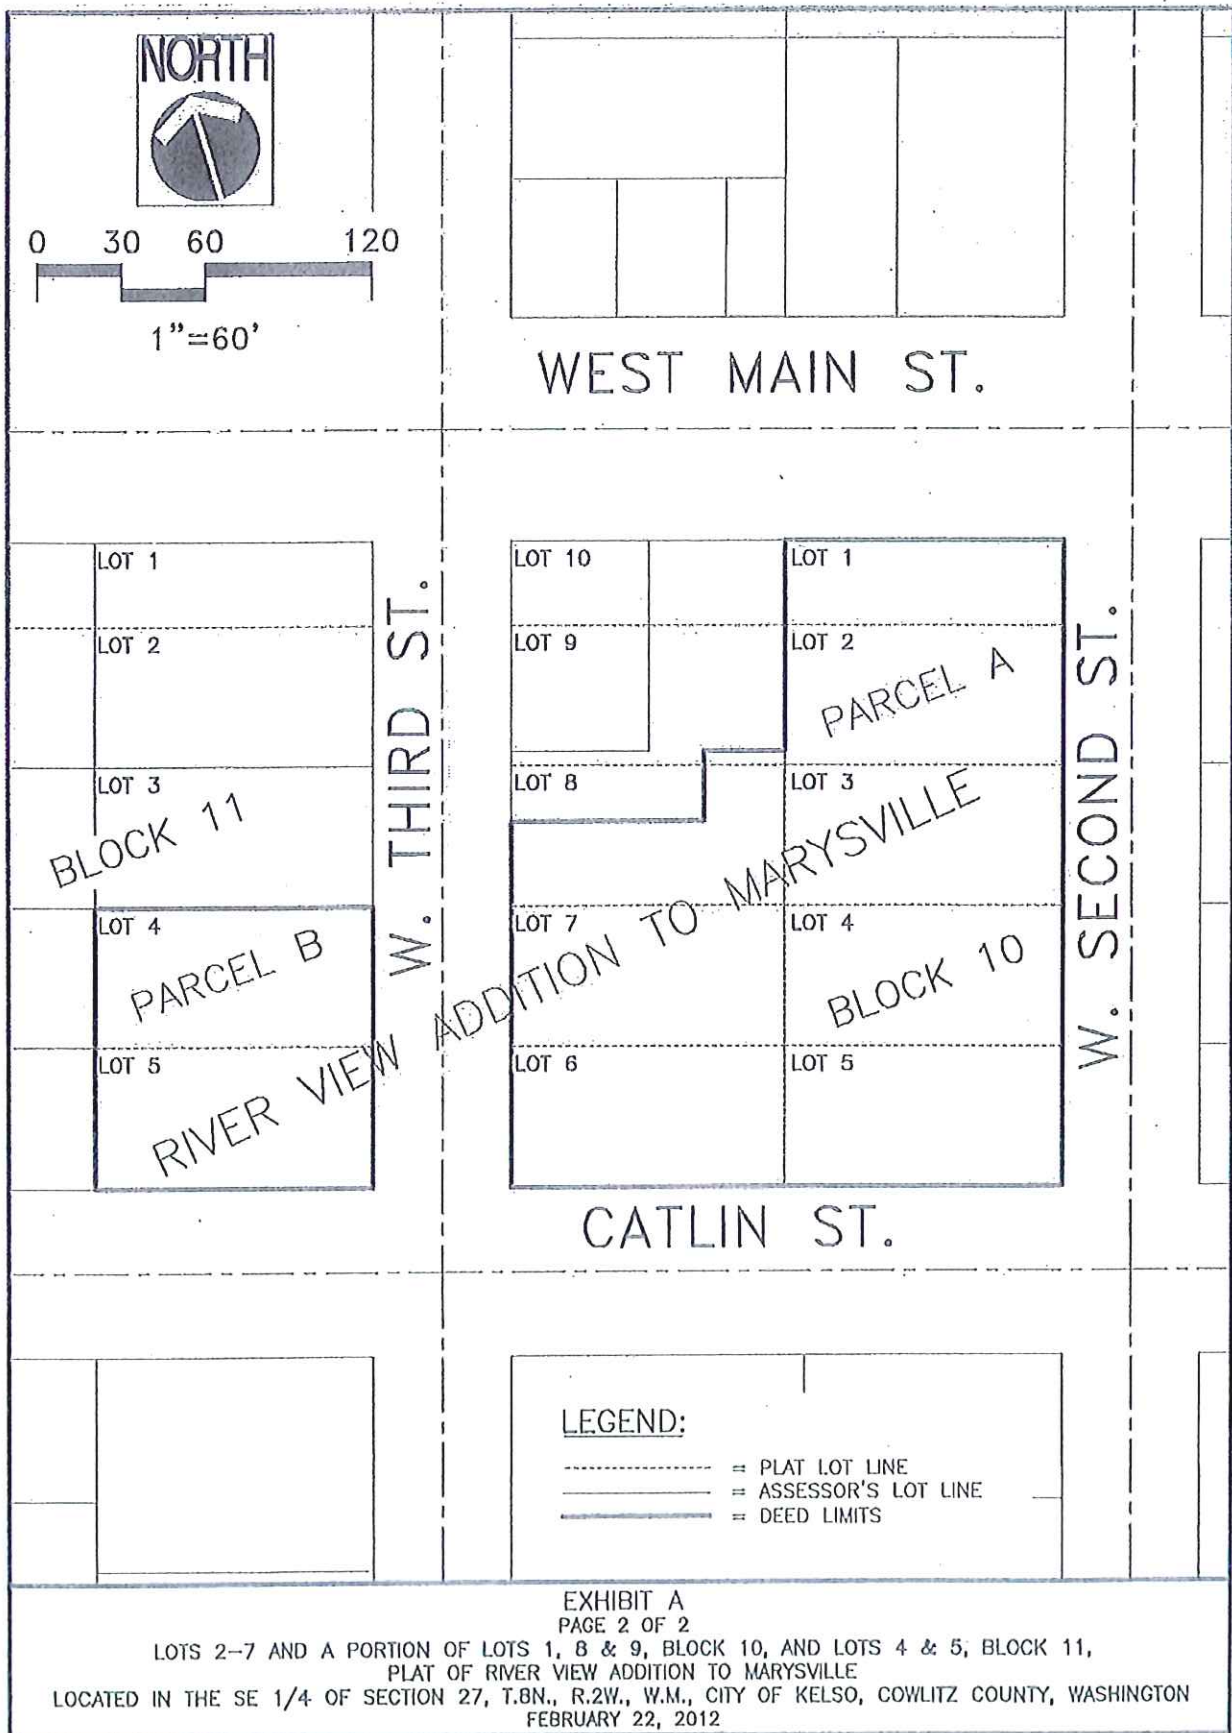 NORTH
0 30 60 120
1"=60'
WEST MAIN ST.
LOT 1
LOT 2
LOT 3
BLOCK 11
LOT 4
PARCEL B
LOT 5
W. THIRD ST.
LOT 10
LOT 9
LOT 8
LOT 7
LOT 6
LOT 1
LOT 2
PARCEL A
LOT 3
LOT 4
BLOCK 10
LOT 5
RIVER VIEW ADDITION TO MARYSVILLE
W. SECOND ST.
CATLIN ST.
LEGEND:
= PLAT LOT LINE
= ASSESSOR'S LOT LINE
= DEED LIMITS
EXHIBIT A
PAGE 2 OF 2
LOTS 2-7 AND A PORTION OF LOTS 1, 8 & 9, BLOCK 10, AND LOTS 4 & 5, BLOCK 11,
PLAT OF RIVER VIEW ADDITION TO MARYSVILLE
LOCATED IN THE SE 1/4 OF SECTION 27, T.8N., R.2W., W.M., CITY OF KELSO, COWLITZ COUNTY, WASHINGTON
FEBRUARY 22, 2012